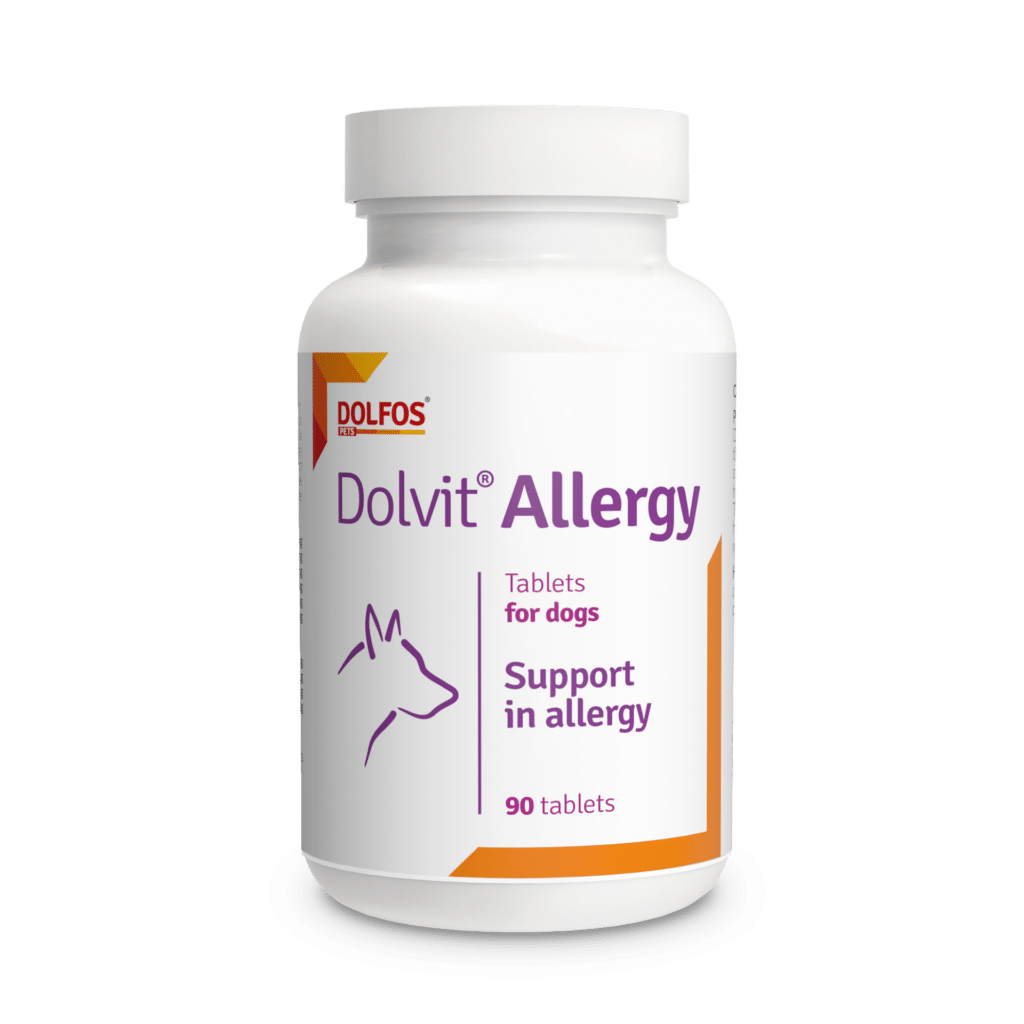 DOLFOS®
PETS
Dolvit® Allergy
Tablets
for dogs
Support
in allergy
90 tablets